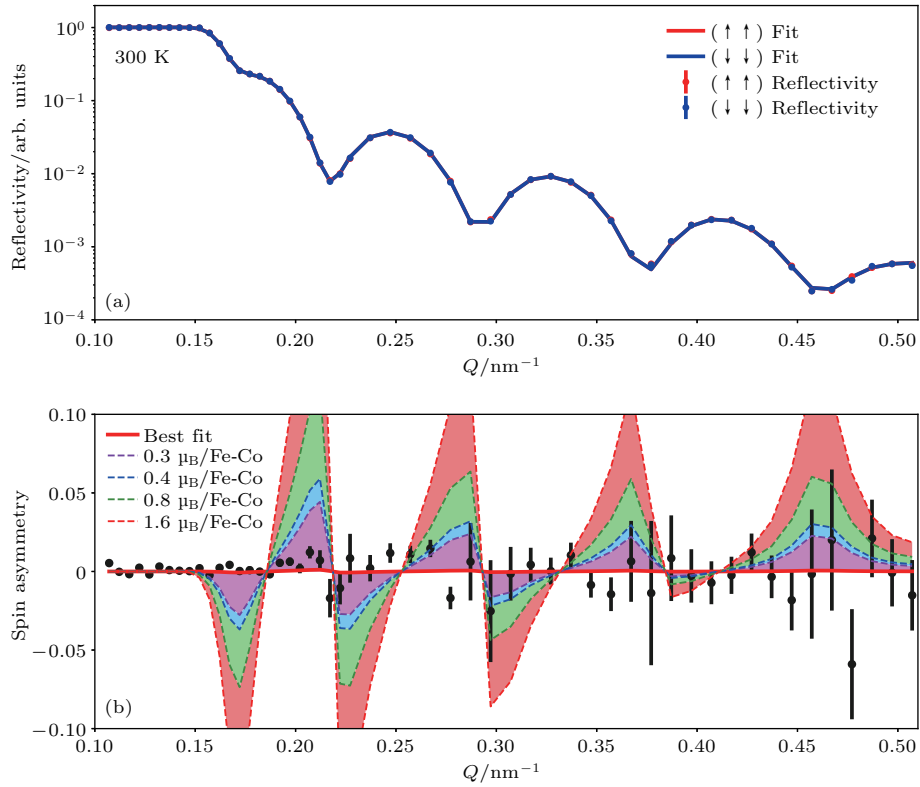 10⁰
10⁻¹
10⁻²
10⁻³
10⁻⁴
Reflectivity/arb. units
300 K
(↑ ↑) Fit
(↓ ↓) Fit
(↑ ↑) Reflectivity
(↓ ↓) Reflectivity
(a)
0.10 0.15 0.20 0.25 0.30 0.35 0.40 0.45 0.50
Q/nm⁻¹
0.10
0.05
0
−0.05
−0.10
Spin asymmetry
Best fit
0.3 μB/Fe-Co
0.4 μB/Fe-Co
0.8 μB/Fe-Co
1.6 μB/Fe-Co
(b)
0.10 0.15 0.20 0.25 0.30 0.35 0.40 0.45 0.50
Q/nm⁻¹